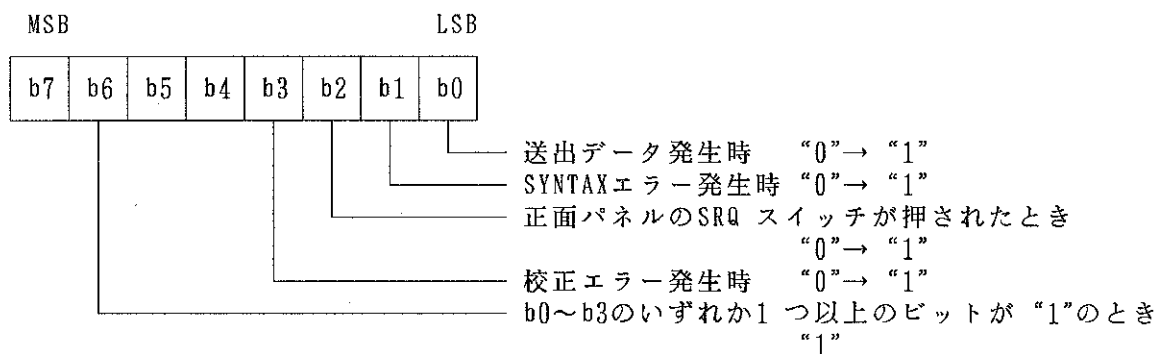 MSB LSB
b7 b6 b5 b4 b3 b2 b1 b0
送出データ発生時 “0”→ “1”
SYNTAXエラー発生時 “0”→ “1”
正面パネルのSRQ スイッチが押されたとき
“0”→ “1”
校正エラー発生時 “0”→ “1”
b0～b3のいずれか1 つ以上のビットが “1”のとき
“1”